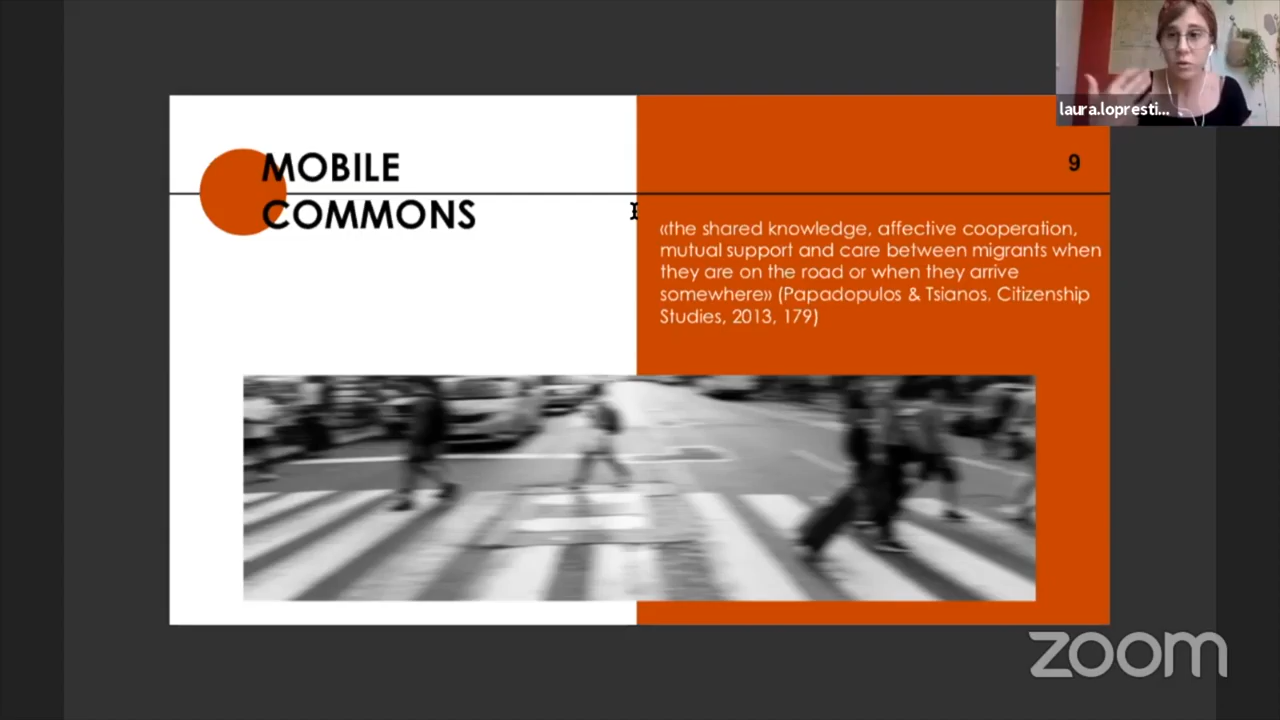 laura.lopresti...
MOBILE
COMMONS
9
«the shared knowledge, affective cooperation,
mutual support and care between migrants when
they are on the road or when they arrive
somewhere» (Papadopulos & Tsianos. Citizenship
Studies, 2013, 179)
zoom